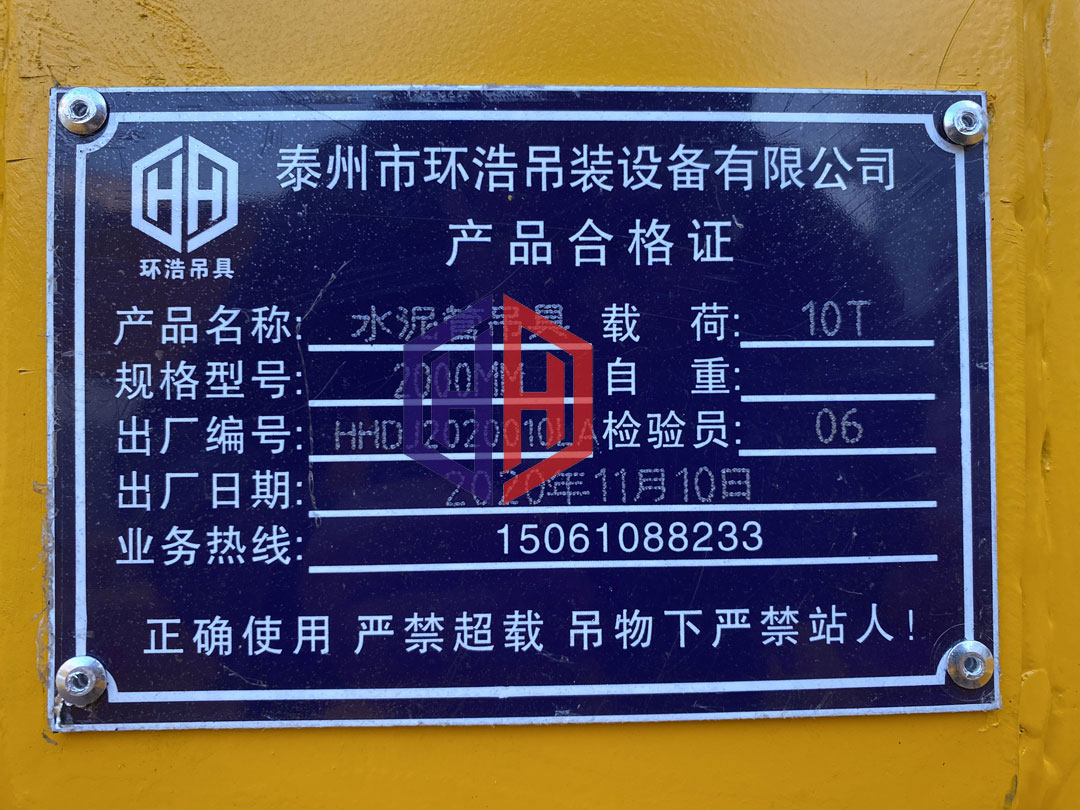 泰州市环浩吊装设备有限公司
环浩吊具
产品合格证
产品名称: 水泥管吊具 载荷: 10T
规格型号: 2000MM 自重:
出厂编号: HHDJ2020010LA 检验员: 06
出厂日期: 2020年11月10日
业务热线: 15061088233
正确使用 严禁超载 吊物下严禁站人!